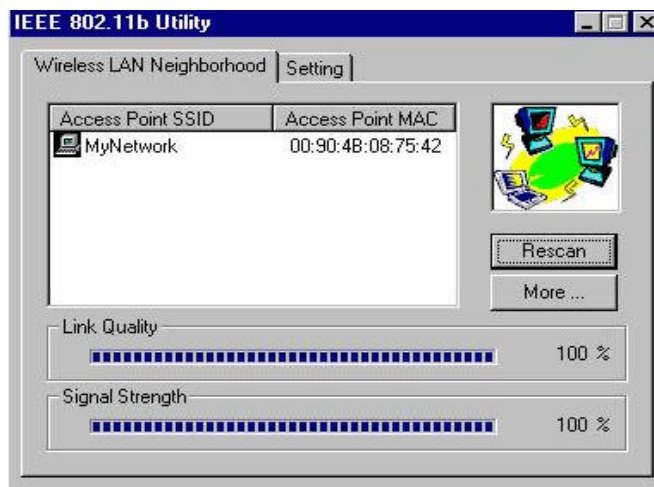 IEEE 802.11b Utility
Wireless LAN Neighborhood Setting
Access Point SSID Access Point MAC
MyNetwork 00:90:4B:08:75:42
Rescan
More ...
Link Quality
100 %
Signal Strength
100 %